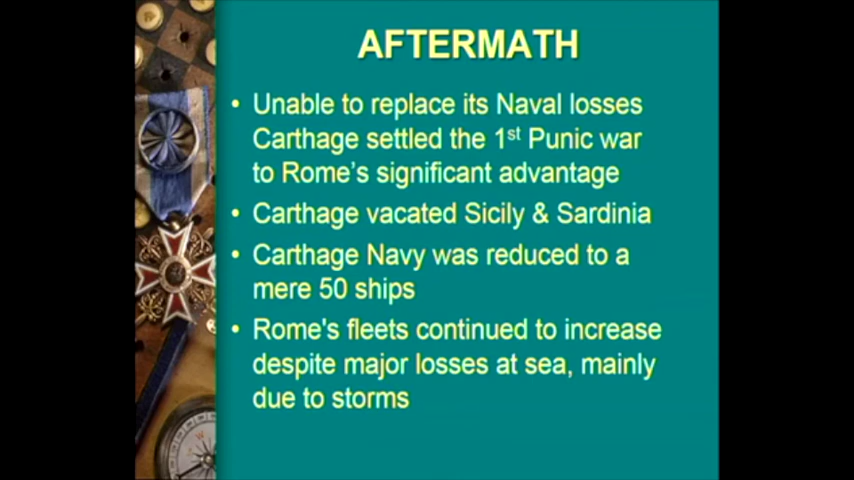 AFTERMATH
• Unable to replace its Naval losses
Carthage settled the 1st Punic war
to Rome's significant advantage
• Carthage vacated Sicily & Sardinia
• Carthage Navy was reduced to a
mere 50 ships
• Rome's fleets continued to increase
despite major losses at sea, mainly
due to storms